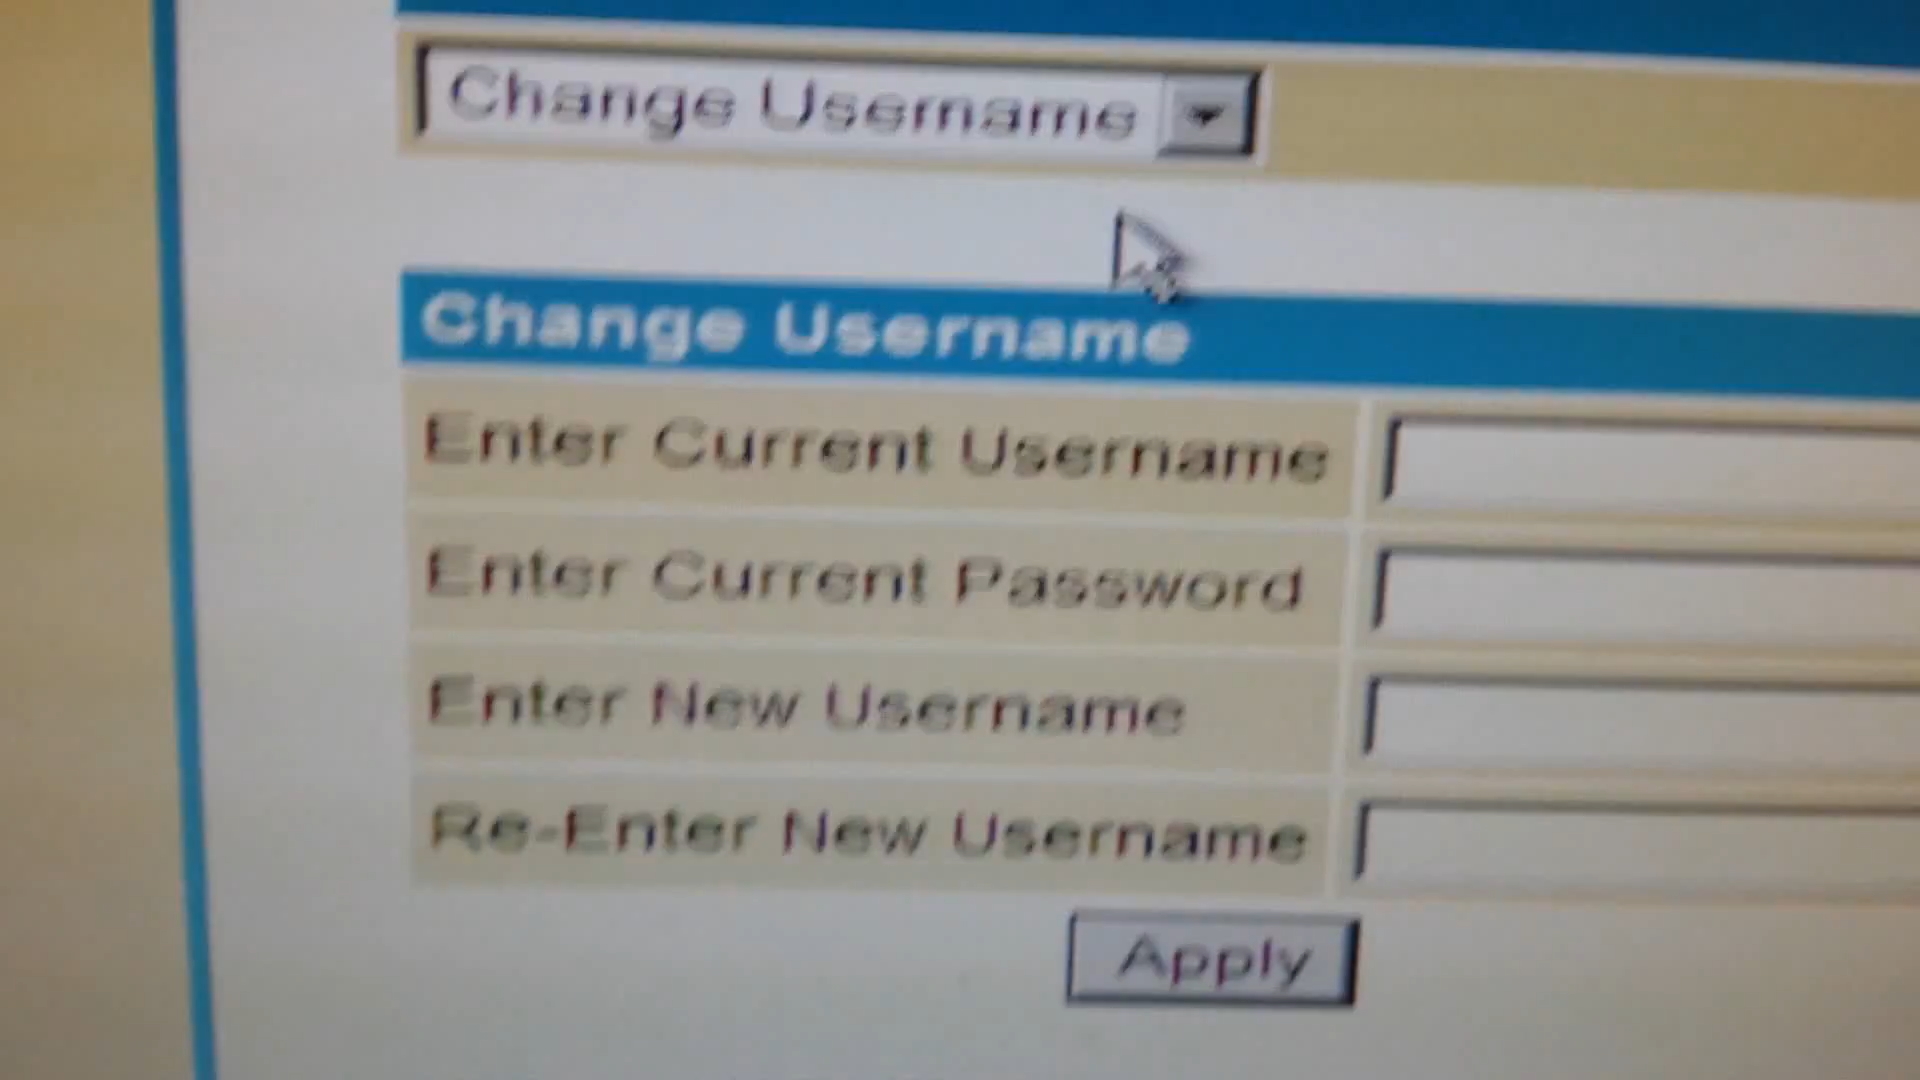 Change Username
Change Username
Enter Current Username
Enter Current Password
Enter New Username
Re-Enter New Username
Apply